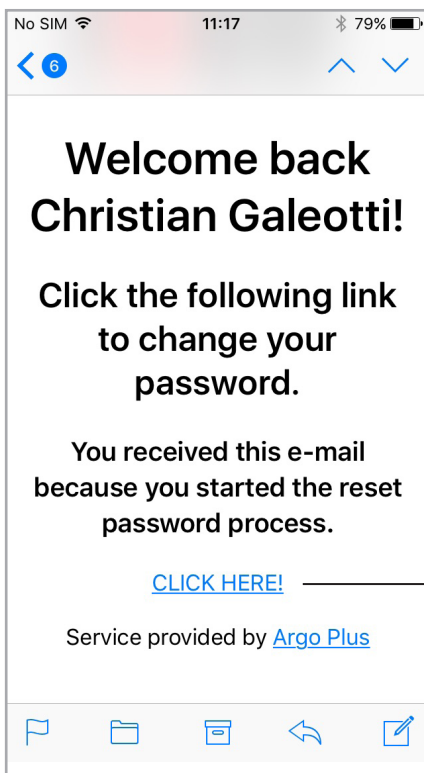 No SIM 11:17 79%
6
Welcome back
Christian Galeotti!
Click the following link
to change your
password.
You received this e-mail
because you started the reset
password process.
CLICK HERE!
Service provided by Argo Plus